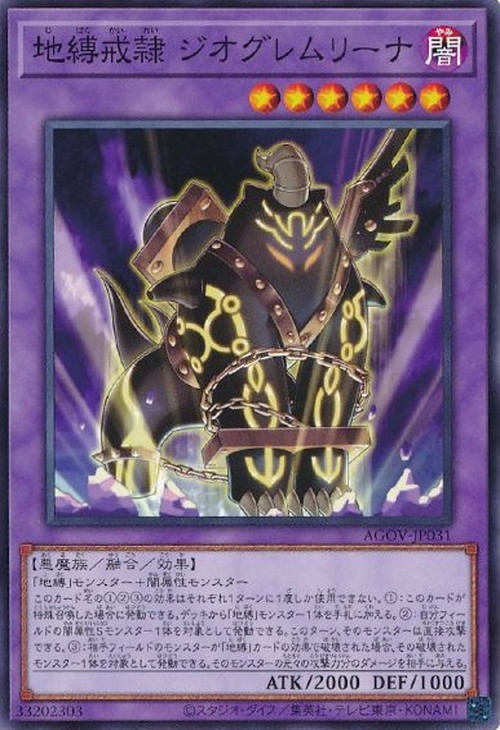 地縛戒隷 ジオグレムリーナ
闇
AGOV-JP031
【悪魔族／融合／効果】
「地縛」モンスター＋闇属性モンスター
このカード名の①②③の効果はそれぞれ1ターンに1度しか使用できない。①：このカードが
特殊召喚した場合に発動できる。デッキから「地縛」モンスター1体を手札に加える。②：自分フィー
ルドの闇属性Sモンスター1体を対象として発動できる。このターン、そのモンスターは直接攻撃
できる。③：相手フィールドのモンスターが「地縛」カードの効果で破壊された場合、その破壊された
モンスター1体を対象として発動できる。そのモンスターの元々の攻撃力分のダメージを相手に与える。
ATK/2000 DEF/1000
33202303
©スタジオ・ダイス／集英社・テレビ東京・KONAMI